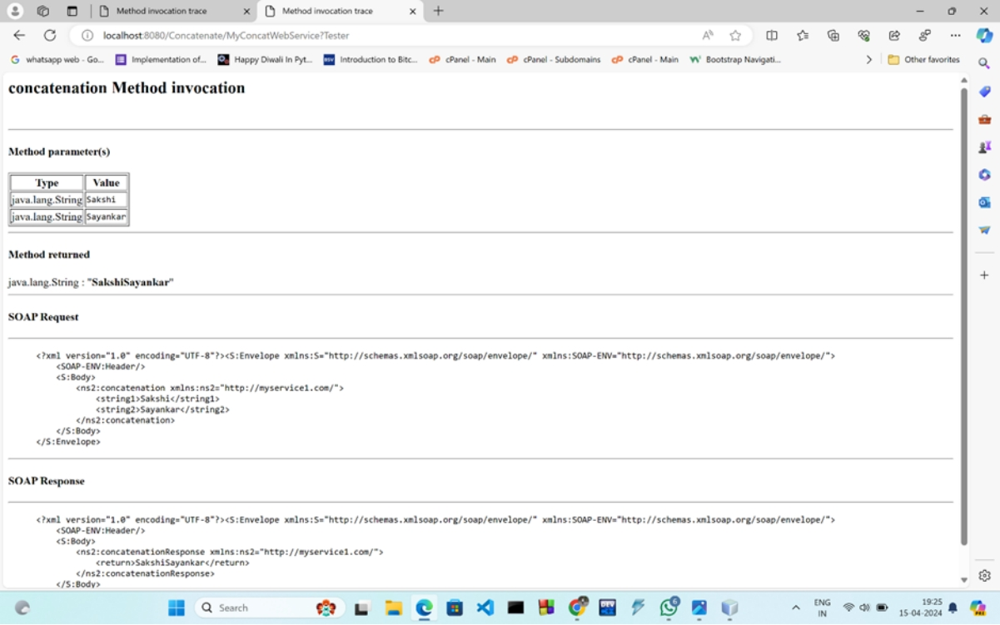 Method invocation trace
Method invocation trace
localhost:8080/Concatenate/MyConcatWebService?Tester
whatsapp web - Go...
Implementation of...
Happy Diwali In Pyt...
BSV
Introduction to Bitc...
cPanel - Main
cPanel - Subdomains
cPanel - Main
Bootstrap Navigati...
Other favorites
concatenation Method invocation
Method parameter(s)
Type Value
java.lang.String Sakshi
java.lang.String Sayankar
Method returned
java.lang.String : "SakshiSayankar"
SOAP Request
<?xml version="1.0" encoding="UTF-8"?><S:Envelope xmlns:S="http://schemas.xmlsoap.org/soap/envelope/" xmlns:SOAP-ENV="http://schemas.xmlsoap.org/soap/envelope/">
<SOAP-ENV:Header/>
<S:Body>
<ns2:concatenation xmlns:ns2="http://myservice1.com/">
<string1>Sakshi</string1>
<string2>Sayankar</string2>
</ns2:concatenation>
</S:Body>
</S:Envelope>
SOAP Response
<?xml version="1.0" encoding="UTF-8"?><S:Envelope xmlns:S="http://schemas.xmlsoap.org/soap/envelope/" xmlns:SOAP-ENV="http://schemas.xmlsoap.org/soap/envelope/">
<SOAP-ENV:Header/>
<S:Body>
<ns2:concatenationResponse xmlns:ns2="http://myservice1.com/">
<return>SakshiSayankar</return>
</ns2:concatenationResponse>
</S:Body>
Search
DEV
ENG
IN
19:25
15-04-2024